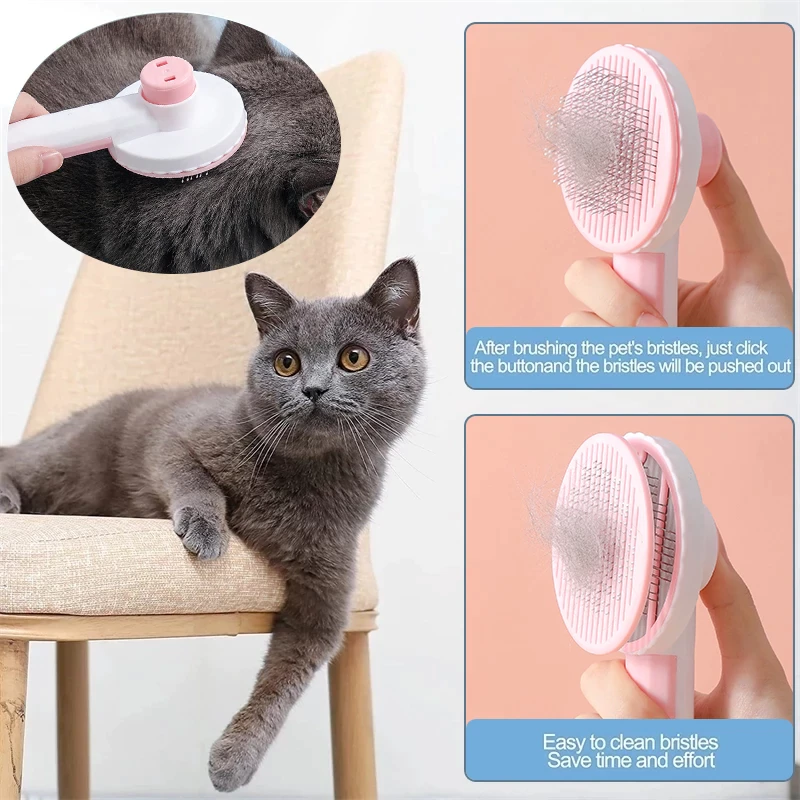 After brushing the pet's bristles, just click
the buttonand the bristles will be pushed out
Easy to clean bristles
Save time and effort